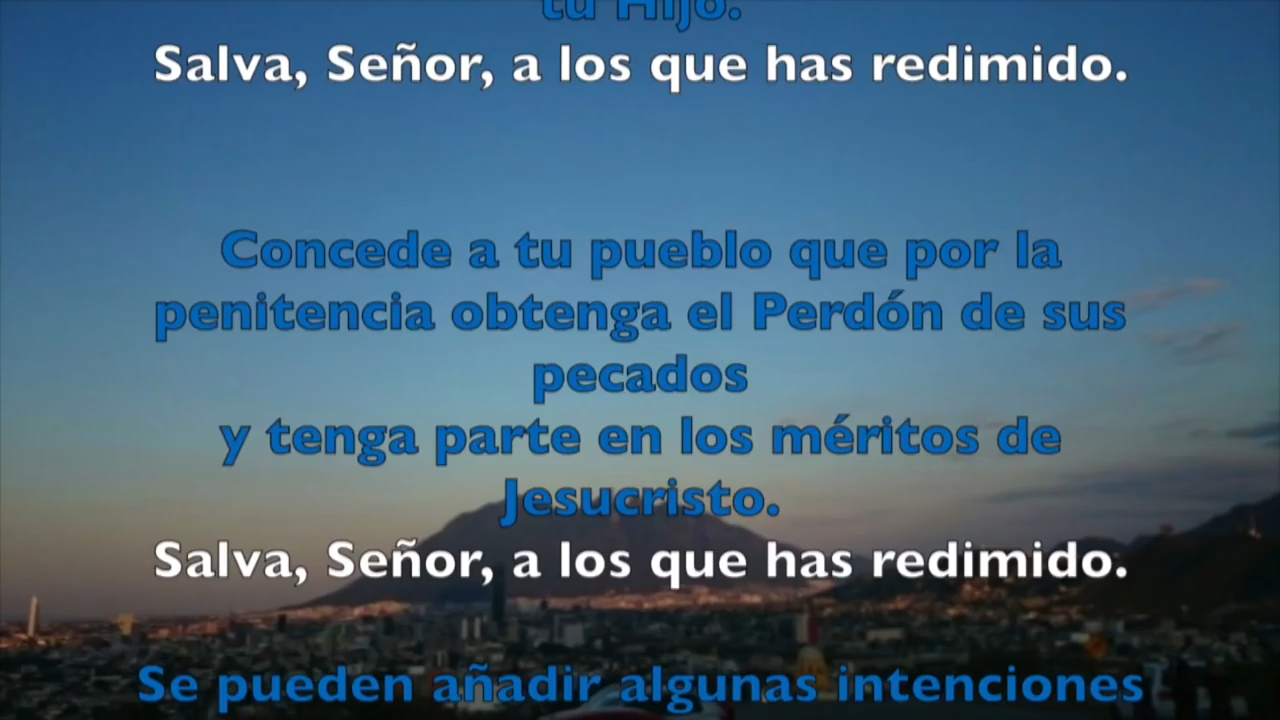 tu Hijo.
Salva, Señor, a los que has redimido.
Concede a tu pueblo que por la
penitencia obtenga el Perdón de sus
pecados
y tenga parte en los méritos de
Jesucristo.
Salva, Señor, a los que has redimido.
Se pueden añadir algunas intenciones